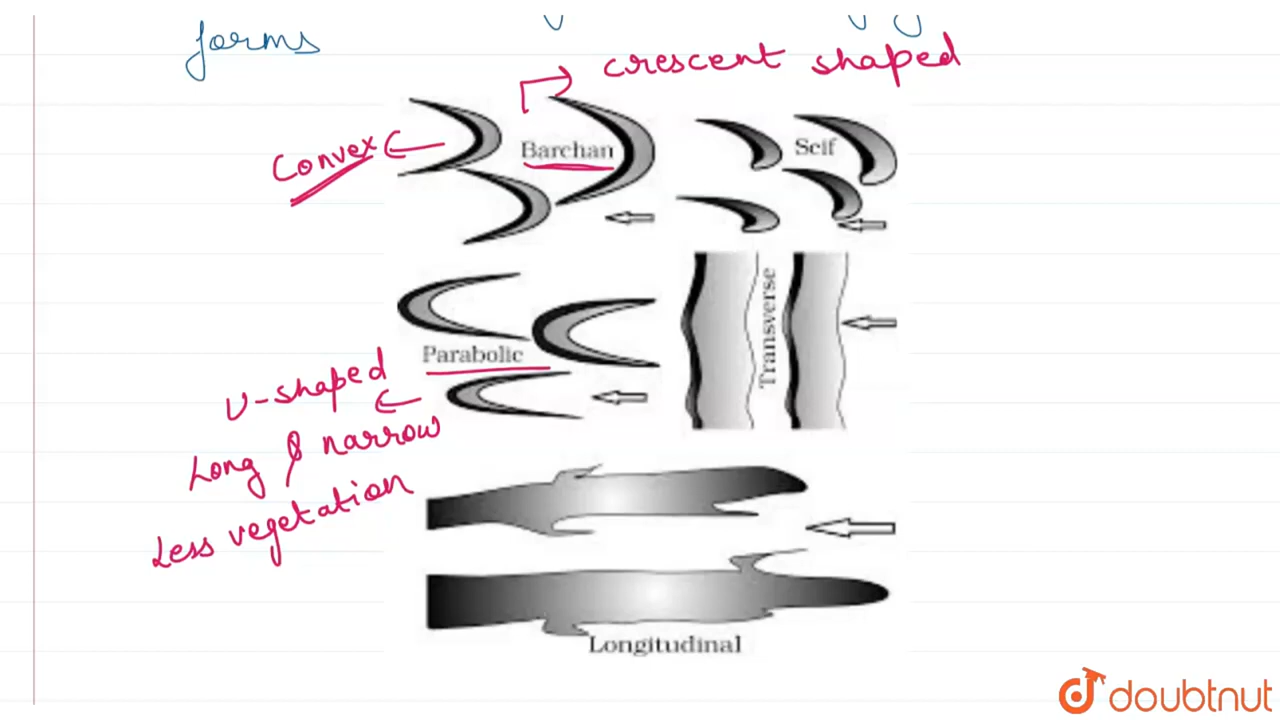 forms
crescent shaped
Convex
Barchan
Seif
Parabolic
Transverse
U-shaped
Long & narrow
Less vegetation
Longitudinal
doubtnut